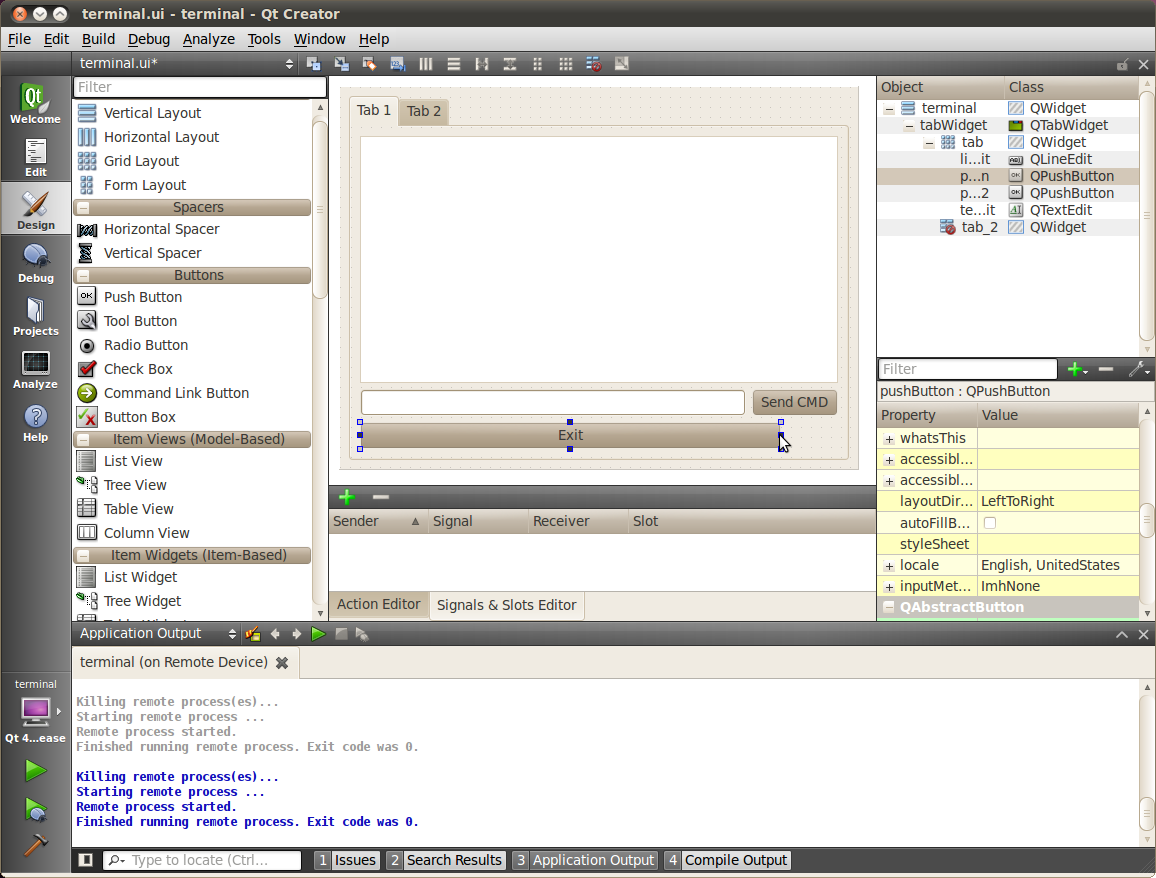 terminal.ui - terminal - Qt Creator
File Edit Build Debug Analyze Tools Window Help
terminal.ui*
Qt
Welcome
Edit
Design
Debug
Projects
Analyze
Help
terminal
Qt 4...ease
Filter
Vertical Layout
Horizontal Layout
Grid Layout
Form Layout
Spacers
Horizontal Spacer
Vertical Spacer
Buttons
OK Push Button
Tool Button
Radio Button
Check Box
Command Link Button
Button Box
Item Views (Model-Based)
List View
Tree View
Table View
Column View
Item Widgets (Item-Based)
List Widget
Tree Widget
Tab 1 Tab 2
Send CMD
Exit
Sender Signal Receiver Slot
Action Editor Signals & Slots Editor
Object Class
terminal QWidget
tabWidget QTabWidget
tab QWidget
li...it QLineEdit
p...n QPushButton
p...2 QPushButton
te...it QTextEdit
tab_2 QWidget
Filter
pushButton : QPushButton
Property Value
whatsThis
accessibl...
accessibl...
layoutDir... LeftToRight
autoFillB...
styleSheet
locale English, UnitedStates
inputMet... ImhNone
QAbstractButton
Application Output
terminal (on Remote Device)
Killing remote process(es)...
Starting remote process ...
Remote process started.
Finished running remote process. Exit code was 0.
Killing remote process(es)...
Starting remote process ...
Remote process started.
Finished running remote process. Exit code was 0.
Type to locate (Ctrl... 1 Issues 2 Search Results 3 Application Output 4 Compile Output